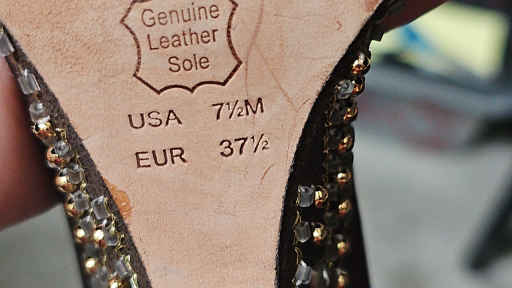 Genuine
Leather
Sole
USA 7½M
EUR 37½